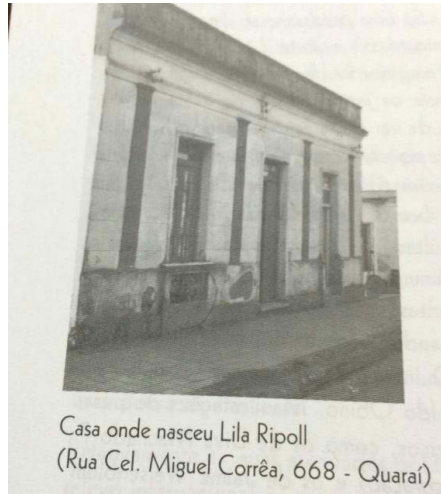 Casa onde nasceu Lila Ripoll
(Rua Cel. Miguel Corrêa, 668 - Quaraí)